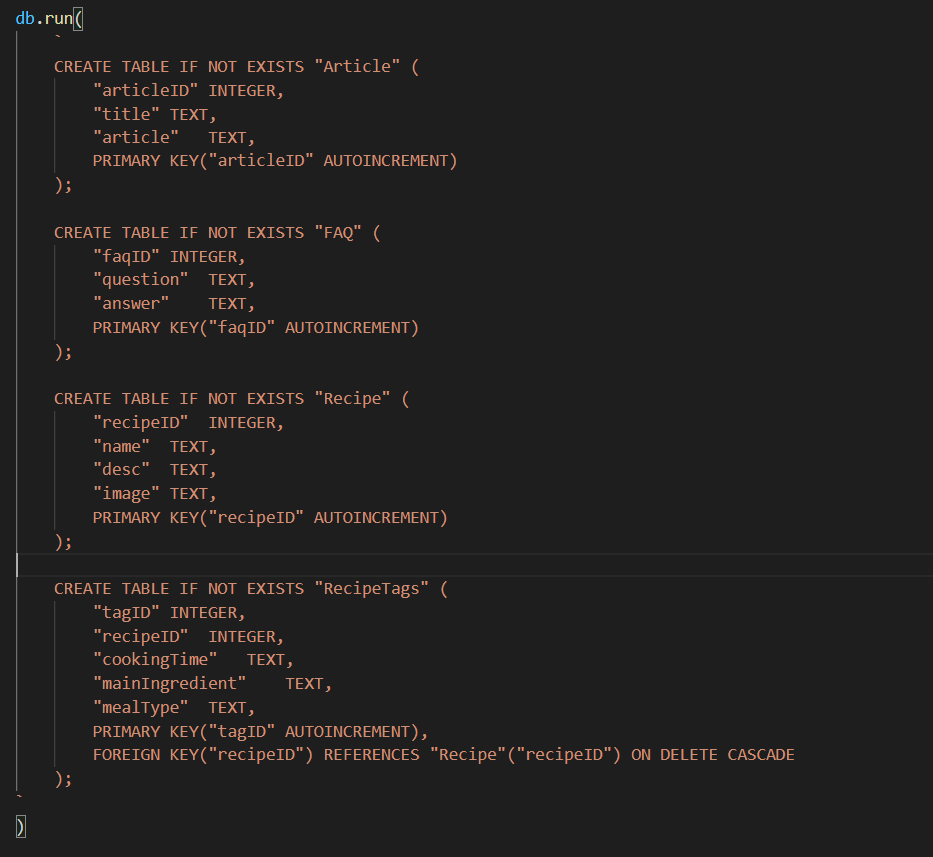 db.run(
`
CREATE TABLE IF NOT EXISTS "Article" (
"articleID" INTEGER,
"title" TEXT,
"article"   TEXT,
PRIMARY KEY("articleID" AUTOINCREMENT)
);
CREATE TABLE IF NOT EXISTS "FAQ" (
"faqID" INTEGER,
"question"  TEXT,
"answer"    TEXT,
PRIMARY KEY("faqID" AUTOINCREMENT)
);
CREATE TABLE IF NOT EXISTS "Recipe" (
"recipeID"  INTEGER,
"name"  TEXT,
"desc"  TEXT,
"image" TEXT,
PRIMARY KEY("recipeID" AUTOINCREMENT)
);
CREATE TABLE IF NOT EXISTS "RecipeTags" (
"tagID" INTEGER,
"recipeID"  INTEGER,
"cookingTime"   TEXT,
"mainIngredient"    TEXT,
"mealType"  TEXT,
PRIMARY KEY("tagID" AUTOINCREMENT),
FOREIGN KEY("recipeID") REFERENCES "Recipe"("recipeID") ON DELETE CASCADE
);
`
)